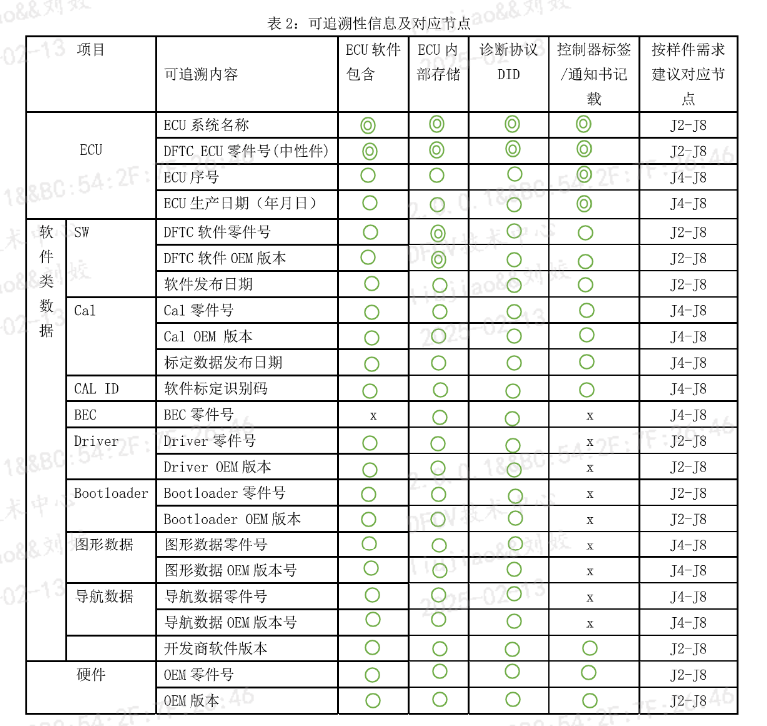 表 2: 可追溯性信息及对应节点
项目 可追溯内容 ECU 软件包含 ECU 内部存储 诊断协议 DID 控制器标签/通知书记载 按样件需求建议对应节点
ECU ECU 系统名称 ◎ ◎ ◎ ◎ J2-J8
DFTC ECU 零件号(中性件) ◎ ◎ ◎ ◎ J2-J8
ECU 序号 ○ ○ ○ ◎ J4-J8
ECU 生产日期（年月日） ○ ○ ○ ◎ J4-J8
软件类数据 SW DFTC 软件零件号 ○ ◎ ○ ○ J2-J8
DFTC 软件 OEM 版本 ○ ◎ ○ ○ J2-J8
软件发布日期 ○ ○ ○ ○ J2-J8
Cal Cal 零件号 ○ ○ ○ ○ J4-J8
Cal OEM 版本 ○ ○ ○ ○ J4-J8
标定数据发布日期 ○ ○ ○ ○ J4-J8
CAL ID 软件标定识别码 ○ ○ ○ ○ J4-J8
BEC BEC 零件号 x ○ ○ x J4-J8
Driver Driver 零件号 ○ ○ ○ x J2-J8
Driver OEM 版本 ○ ○ ○ x J2-J8
Bootloader Bootloader 零件号 ○ ○ ○ x J2-J8
Bootloader OEM 版本 ○ ○ ○ x J2-J8
图形数据 图形数据零件号 ○ ○ ○ x J4-J8
图形数据 OEM 版本号 ○ ○ ○ x J4-J8
导航数据 导航数据零件号 ○ ○ ○ x J4-J8
导航数据 OEM 版本号 ○ ○ ○ x J4-J8
开发商软件版本 ○ ○ ○ ○ J2-J8
硬件 OEM 零件号 ○ ○ ○ ○ J2-J8
OEM 版本 ○ ○ ○ ○ J2-J8